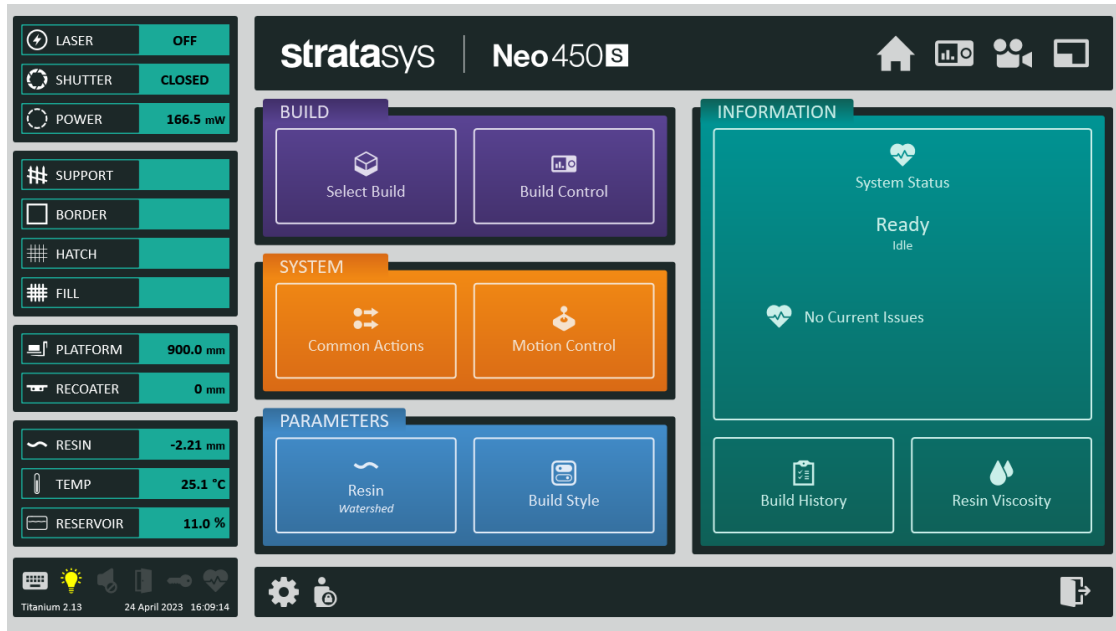 LASER OFF
SHUTTER CLOSED
POWER 166.5 mW
SUPPORT
BORDER
HATCH
FILL
PLATFORM 900.0 mm
RECOATER 0 mm
RESIN -2.21 mm
TEMP 25.1 °C
RESERVOIR 11.0 %
Titanium 2.13 24 April 2023 16:09:14
stratasys Neo450S
BUILD
Select Build
Build Control
SYSTEM
Common Actions
Motion Control
PARAMETERS
Resin
Watershed
Build Style
INFORMATION
System Status
Ready
Idle
No Current Issues
Build History
Resin Viscosity